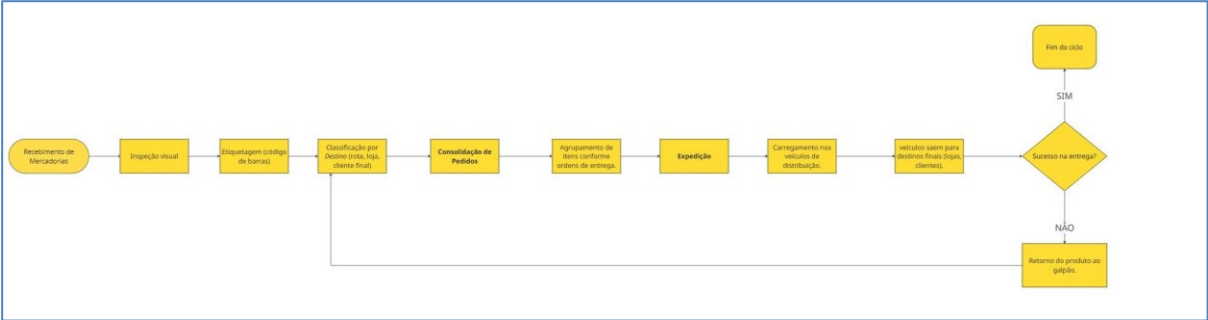 Fim do ciclo
SIM
Recebimento de
Mercadorias
Inspeção visual
Etiquetagem (código
de barras)
Classificação por
Destino (rota, loja,
cliente final)
Consolidação de
Pedidos
Agrupamento de
itens conforme
ordens de entrega.
Expedição
Carregamento nos
veículos de
distribuição.
veículos saem para
destinos finais (lojas,
clientes).
Sucesso na entrega?
NÃO
Retorno do produto ao
galpão.